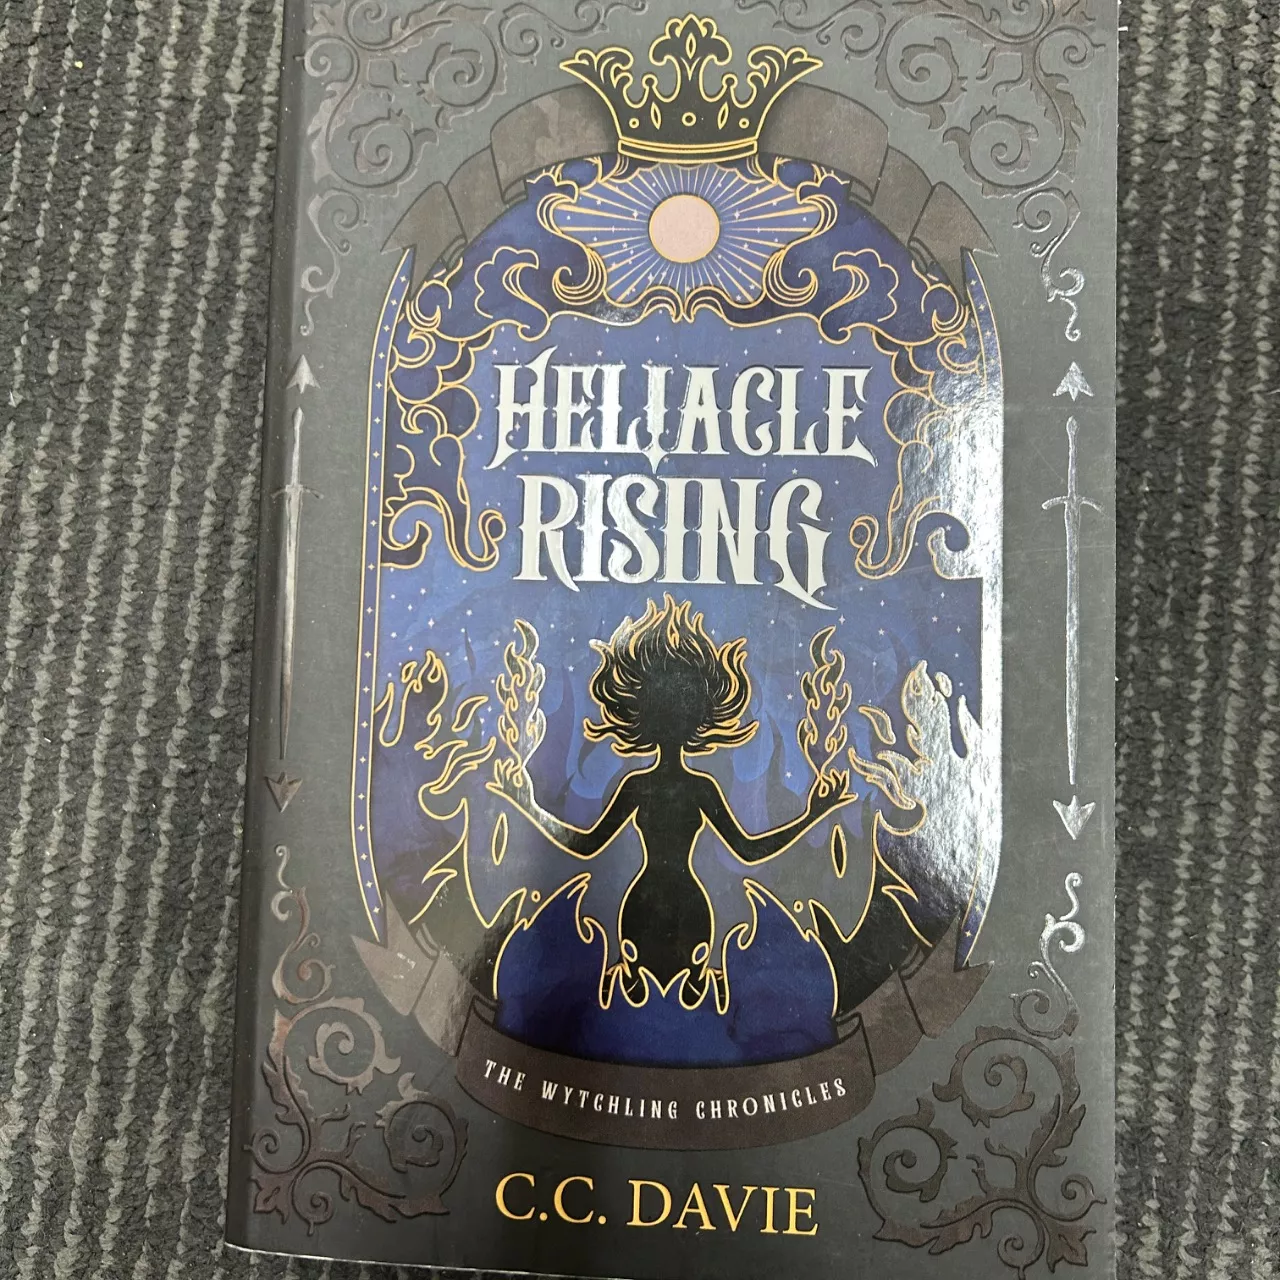 HELIACLE
RISING
THE WYTCHLING CHRONICLES
C.C. DAVIE